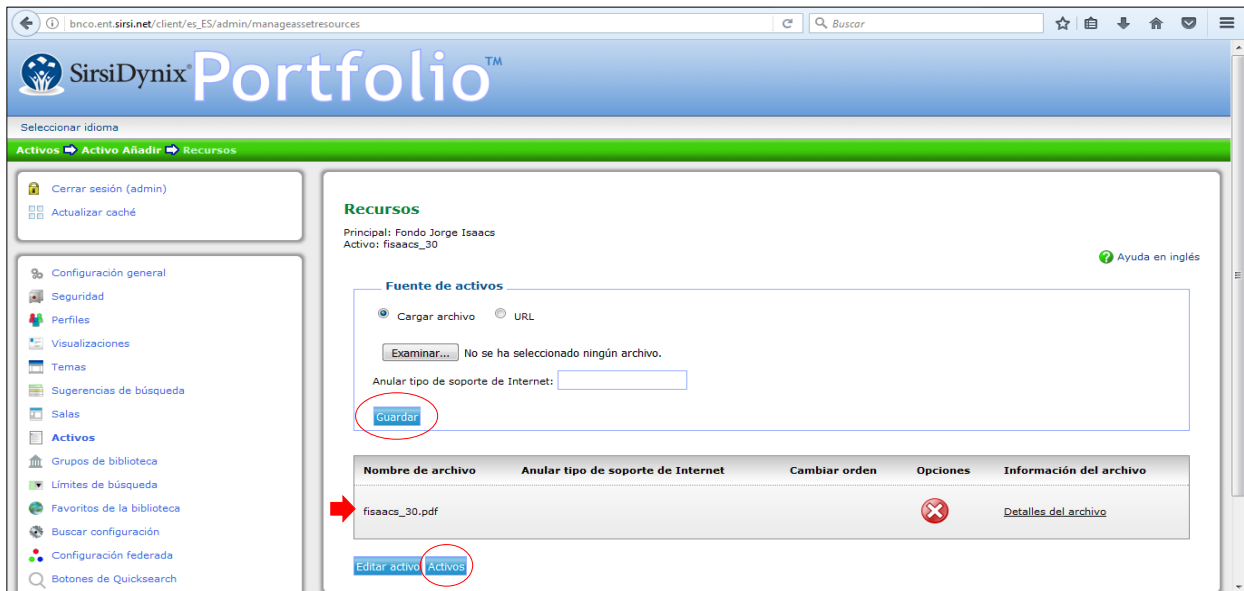 bnco.ent.sirsi.net/client/es_ES/admin/manageassetresources
Buscar
SirsiDynix® Portfolio™
Seleccionar idioma
Activos Activo Añadir Recursos
Cerrar sesión (admin)
Actualizar caché
Configuración general
Seguridad
Perfiles
Visualizaciones
Temas
Sugerencias de búsqueda
Salas
Activos
Grupos de biblioteca
Límites de búsqueda
Favoritos de la biblioteca
Buscar configuración
Configuración federada
Botones de Quicksearch
Recursos
Principal: Fondo Jorge Isaacs
Activo: fisaacs_30
Ayuda en inglés
Fuente de activos
Cargar archivo URL
Examinar... No se ha seleccionado ningún archivo.
Anular tipo de soporte de Internet:
Guardar
Nombre de archivo Anular tipo de soporte de Internet Cambiar orden Opciones Información del archivo
fisaacs_30.pdf Detalles del archivo
Editar activo Activos